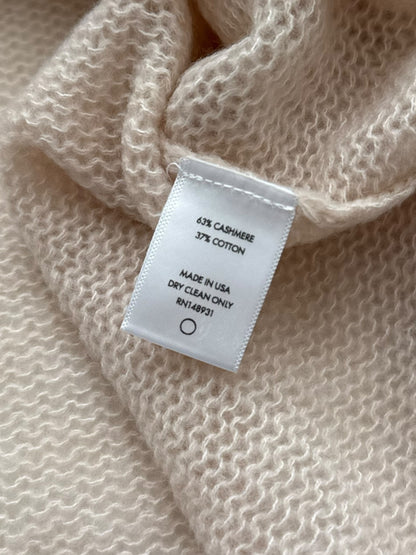 63% CASHMERE
37% COTTON
MADE IN USA
DRY CLEAN ONLY
RN148931